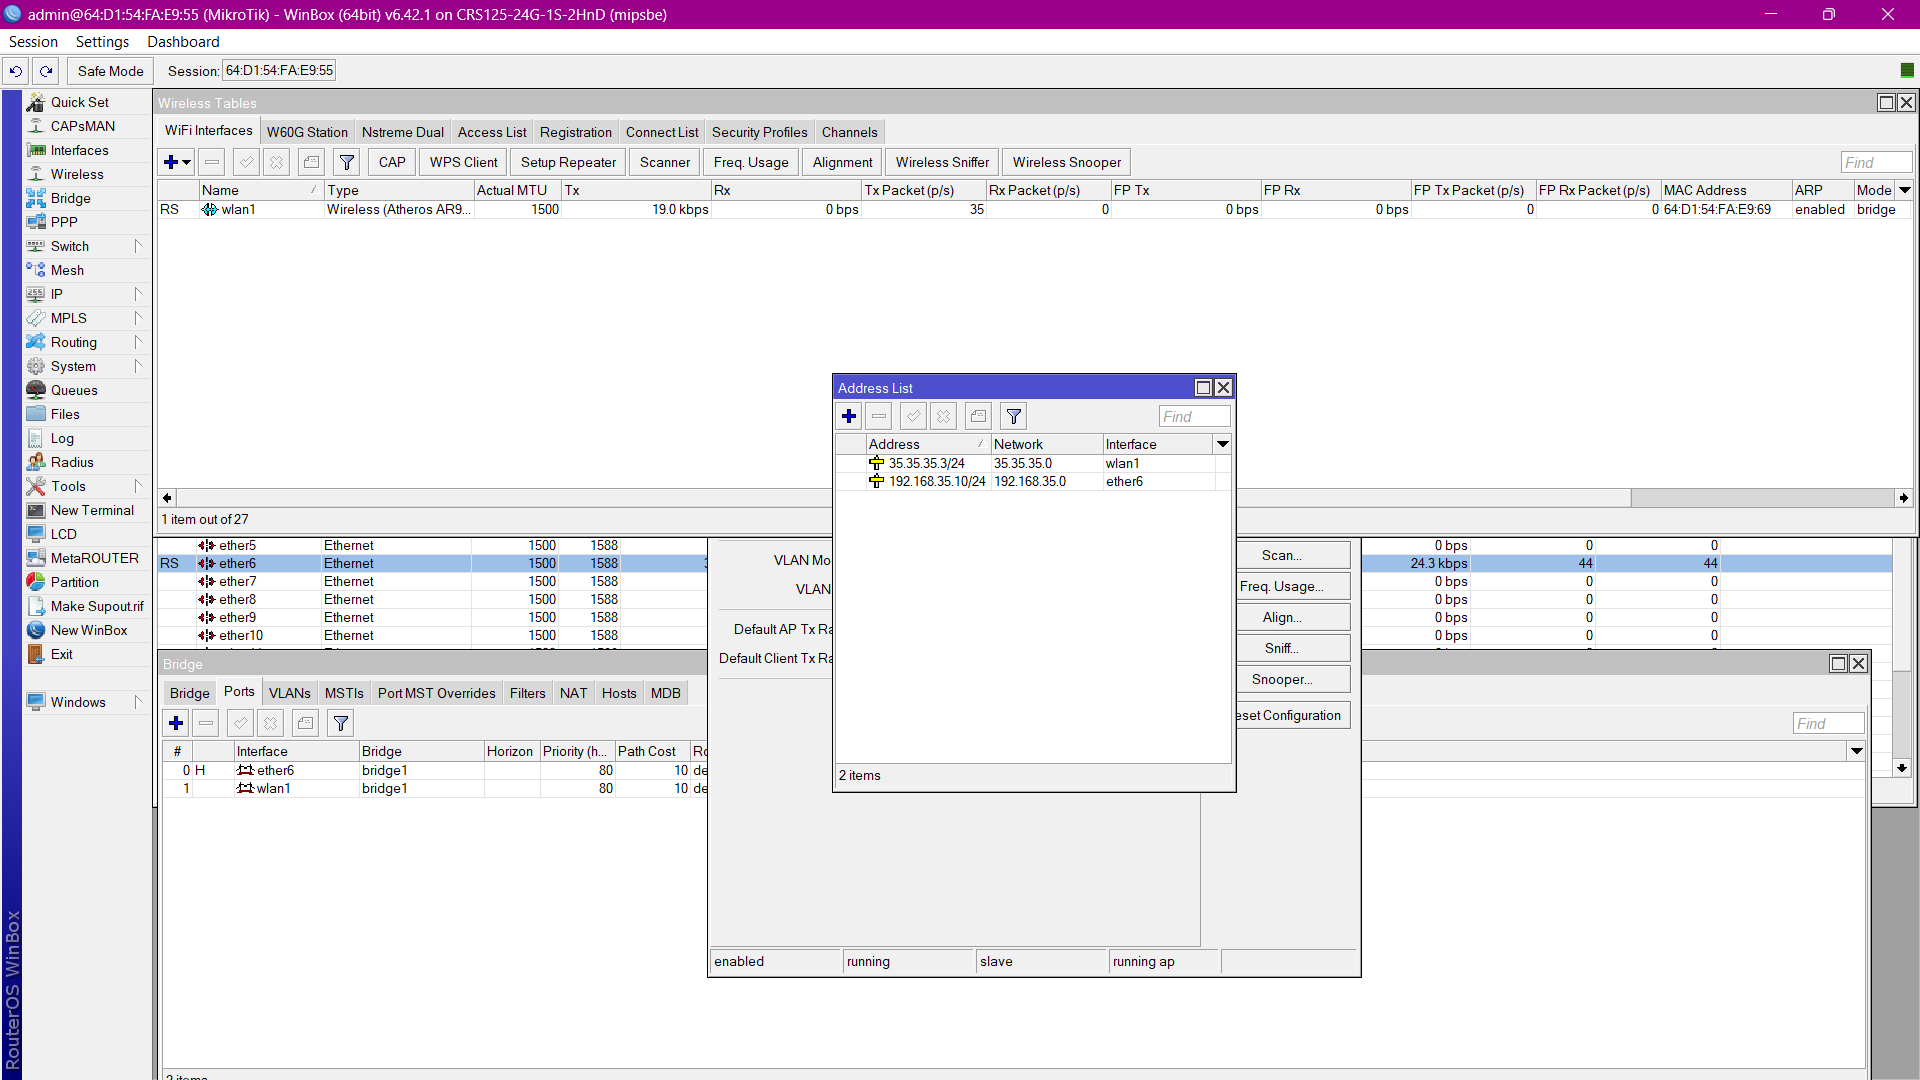 admin@64:D1:54:FA:E9:55 (MikroTik) - WinBox (64bit) v6.42.1 on CRS125-24G-1S-2HnD (mipsbe)
Session Settings Dashboard
Safe Mode Session: 64:D1:54:FA:E9:55
Quick Set
CAPsMAN
Interfaces
Wireless
Bridge
PPP
Switch
Mesh
IP
MPLS
Routing
System
Queues
Files
Log
Radius
Tools
New Terminal
LCD
MetaROUTER
Partition
Make Supout.rif
New WinBox
Exit
Windows
RouterOS WinBox
Wireless Tables
WiFi Interfaces W60G Station Nstreme Dual Access List Registration Connect List Security Profiles Channels
CAP WPS Client Setup Repeater Scanner Freq. Usage Alignment Wireless Sniffer Wireless Snooper Find
Name Type Actual MTU Tx Rx Tx Packet (p/s) Rx Packet (p/s) FP Tx FP Rx FP Tx Packet (p/s) FP Rx Packet (p/s) MAC Address ARP Mode
RS wlan1 Wireless (Atheros AR9... 1500 19.0 kbps 0 bps 35 0 0 bps 0 bps 0 0 64:D1:54:FA:E9:69 enabled bridge
1 item out of 27
Address List
Find
Address Network Interface
35.35.35.3/24 35.35.35.0 wlan1
192.168.35.10/24 192.168.35.0 ether6
2 items
ether5 Ethernet 1500 1588 0 bps 0 0
RS ether6 Ethernet 1500 1588 24.3 kbps 44 44
ether7 Ethernet 1500 1588 0 bps 0 0
ether8 Ethernet 1500 1588 0 bps 0 0
ether9 Ethernet 1500 1588 0 bps 0 0
ether10 Ethernet 1500 1588 0 bps 0 0
VLAN Mo
VLAN
Default AP Tx Ra
Default Client Tx Ra
Scan...
Freq. Usage...
Align...
Sniff...
Snooper...
eset Configuration
enabled running slave running ap
Bridge
Bridge Ports VLANs MSTIs Port MST Overrides Filters NAT Hosts MDB
Find
# Interface Bridge Horizon Priority (h... Path Cost Ro
0 H ether6 bridge1 80 10 de
1 wlan1 bridge1 80 10 de
2 items